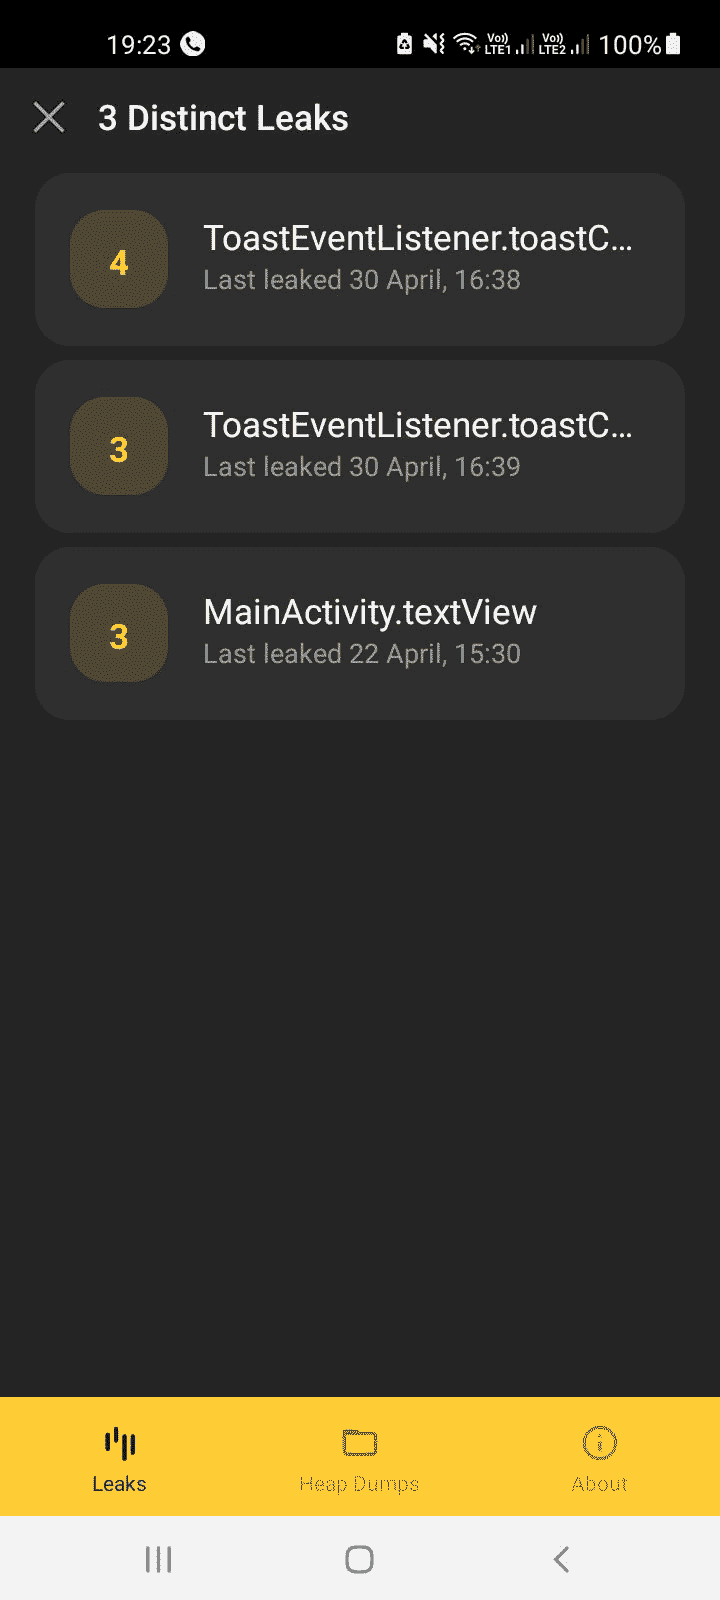 19:23
Vo)) LTE1 Vo)) LTE2 100%
3 Distinct Leaks
4
ToastEventListener.toastC...
Last leaked 30 April, 16:38
3
ToastEventListener.toastC...
Last leaked 30 April, 16:39
3
MainActivity.textView
Last leaked 22 April, 15:30
Leaks
Heap Dumps
About